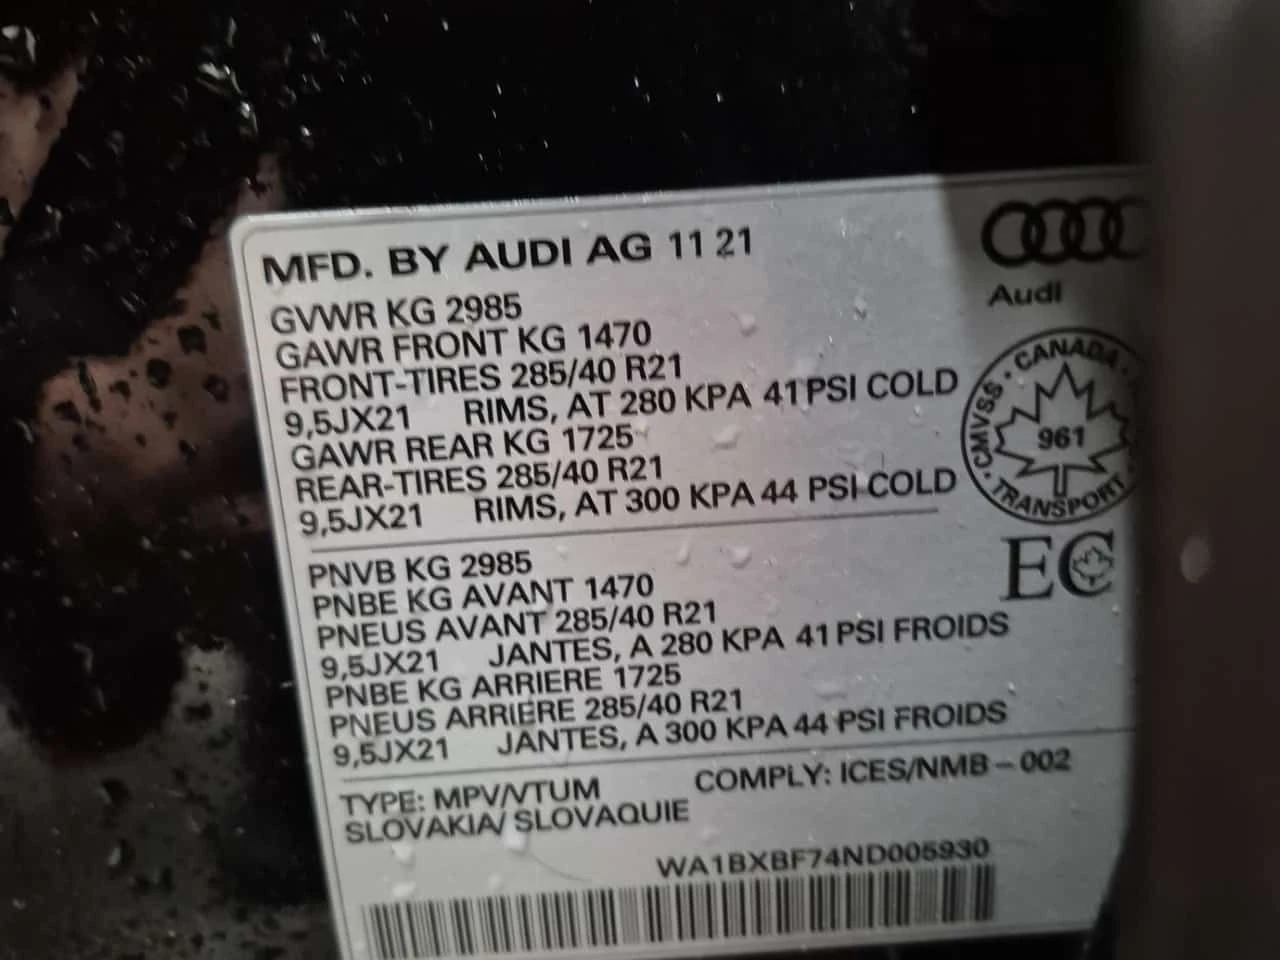 MFD. BY AUDI AG 11 21
GVWR KG 2985
GAWR FRONT KG 1470
FRONT-TIRES 285/40 R21
9,5JX21 RIMS, AT 280 KPA 41 PSI COLD
GAWR REAR KG 1725
REAR-TIRES 285/40 R21
9,5JX21 RIMS, AT 300 KPA 44 PSI COLD
Audi
CANADA
CMVSS
961
TRANSPORT
EC
PNVB KG 2985
PNBE KG AVANT 1470
PNEUS AVANT 285/40 R21
9,5JX21 JANTES, A 280 KPA 41 PSI FROIDS
PNBE KG ARRIERE 1725
PNEUS ARRIERE 285/40 R21
9,5JX21 JANTES, A 300 KPA 44 PSI FROIDS
TYPE: MPV/VTUM COMPLY: ICES/NMB-002
SLOVAKIA/ SLOVAQUIE
WA1BXBF74ND005930